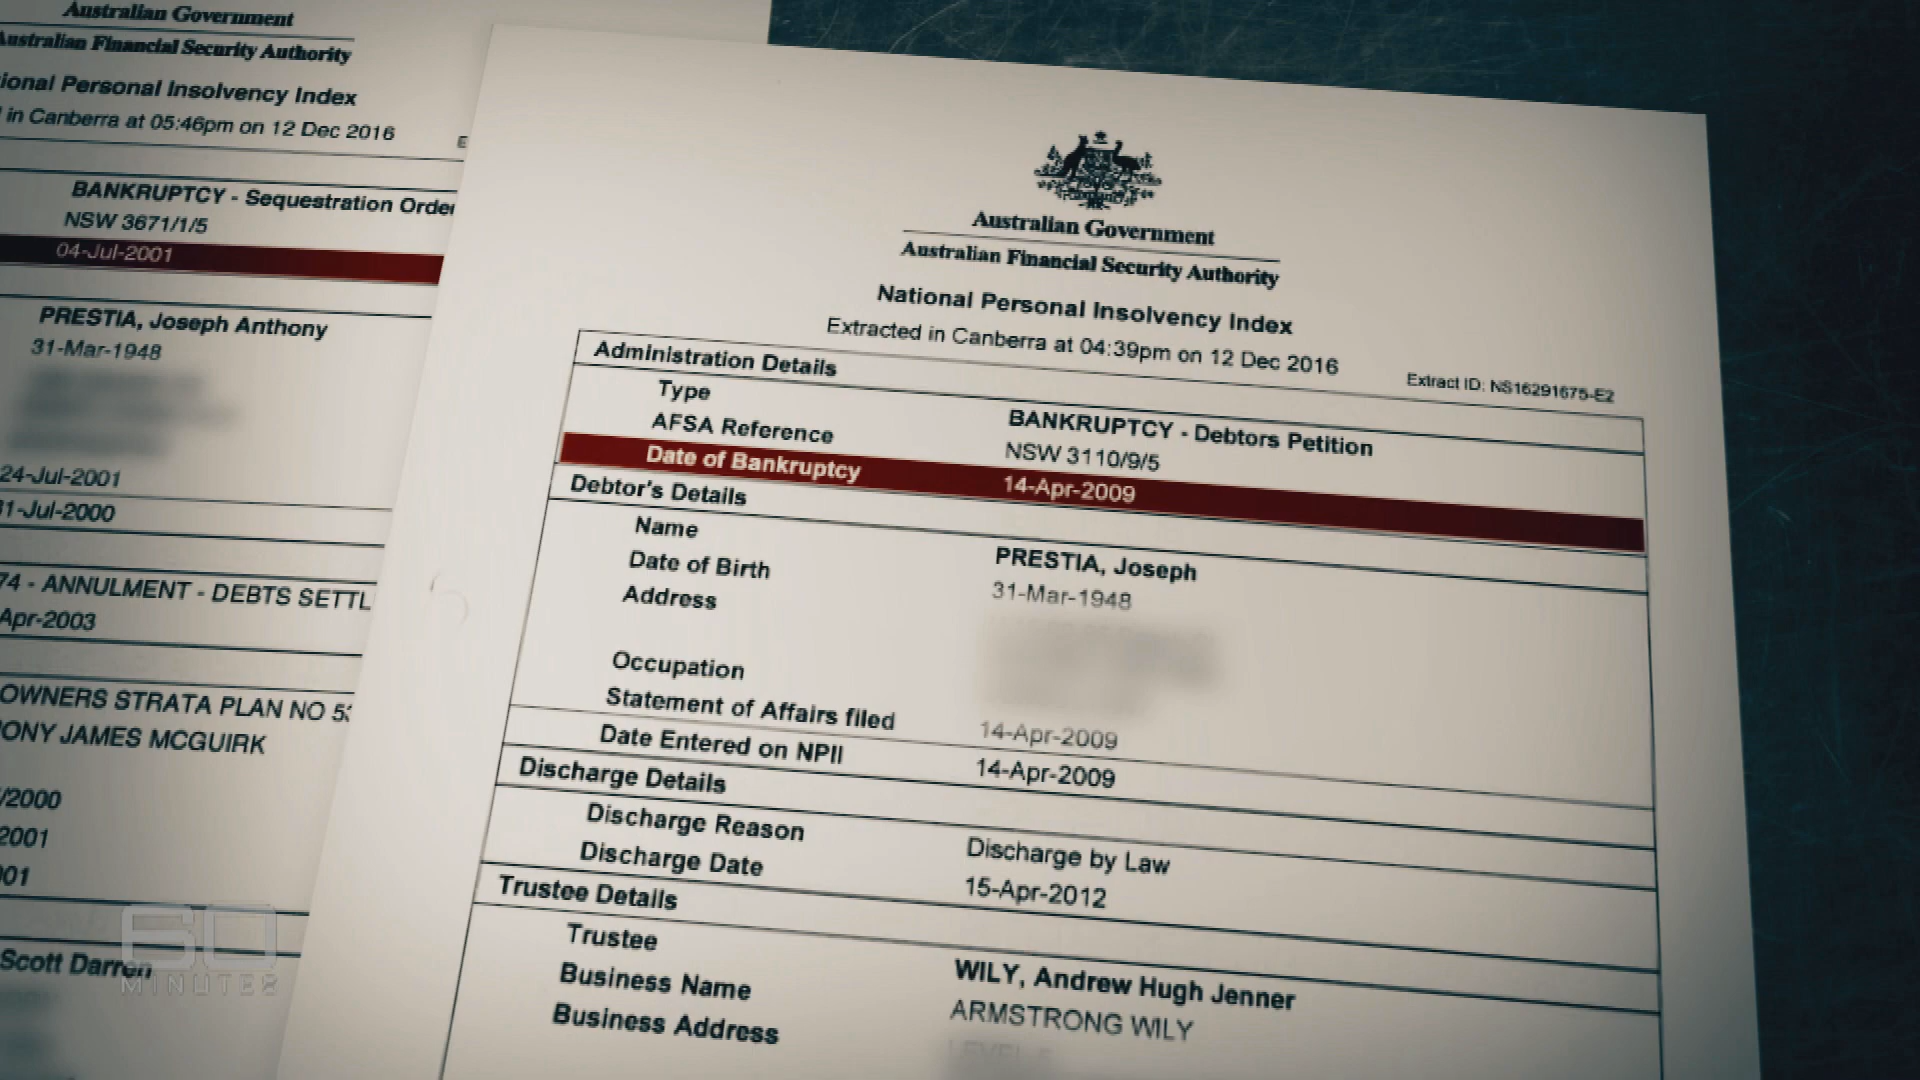 Australian Government
Australian Financial Security Authority
ional Personal Insolvency Index
in Canberra at 05:46pm on 12 Dec 2016
BANKRUPTCY - Sequestration Order
NSW 3671/1/5
04-Jul-2001
PRESTIA, Joseph Anthony
31-Mar-1948
24-Jul-2001
31-Jul-2000
74 - ANNULMENT - DEBTS SETTL
Apr-2003
OWNERS STRATA PLAN NO
ONY JAMES MCGUIRK
/2000
2001
001
Scott Darren
60
MINUTES
Australian Government
Australian Financial Security Authority
National Personal Insolvency Index
Extracted in Canberra at 04:39pm on 12 Dec 2016
Extract ID: NS16291675-E2
Administration Details
Type BANKRUPTCY - Debtors Petition
AFSA Reference NSW 3110/9/5
Date of Bankruptcy 14-Apr-2009
Debtor's Details
Name PRESTIA, Joseph
Date of Birth 31-Mar-1948
Address
Occupation
Statement of Affairs filed 14-Apr-2009
Date Entered on NPII 14-Apr-2009
Discharge Details
Discharge Reason Discharge by Law
Discharge Date 15-Apr-2012
Trustee Details
Trustee WILY, Andrew Hugh Jenner
Business Name ARMSTRONG WILY
Business Address